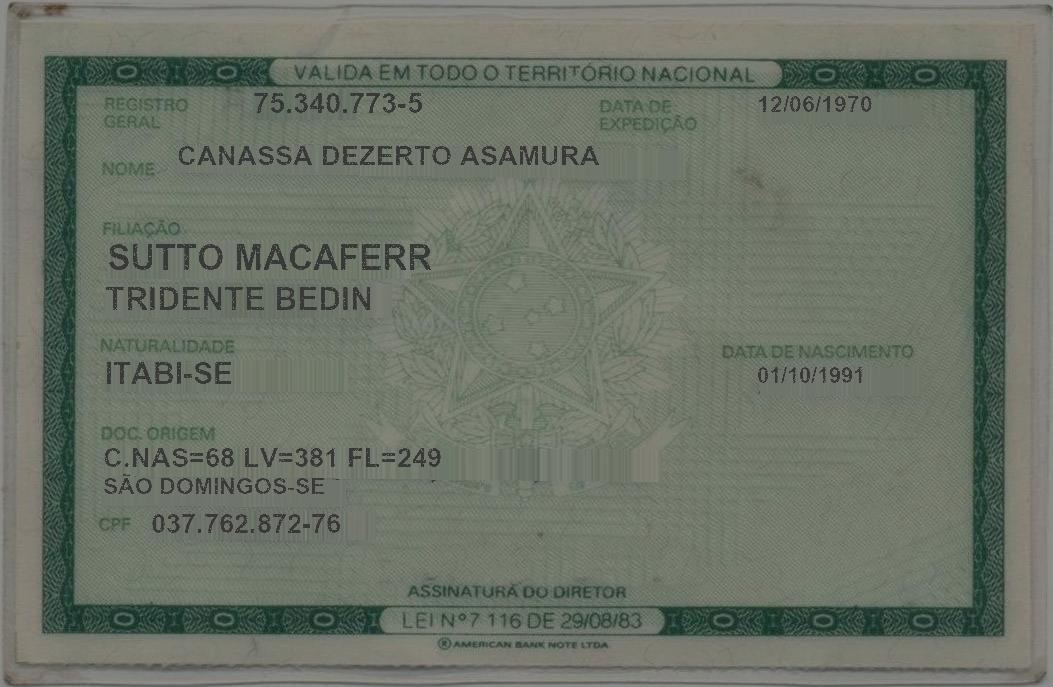 VALIDA EM TODO O TERRITÓRIO NACIONAL
REGISTRO GERAL 75.340.773-5 DATA DE EXPEDIÇÃO 12/06/1970
NOME CANASSA DEZERTO ASAMURA
FILIAÇÃO
SUTTO MACAFERR
TRIDENTE BEDIN
NATURALIDADE DATA DE NASCIMENTO
ITABI-SE 01/10/1991
DOC. ORIGEM
C.NAS=68 LV=381 FL=249
SÃO DOMINGOS-SE
CPF 037.762.872-76
ASSINATURA DO DIRETOR
LEI Nº 7 116 DE 29/08/83
® AMERICAN BANK NOTE LTDA